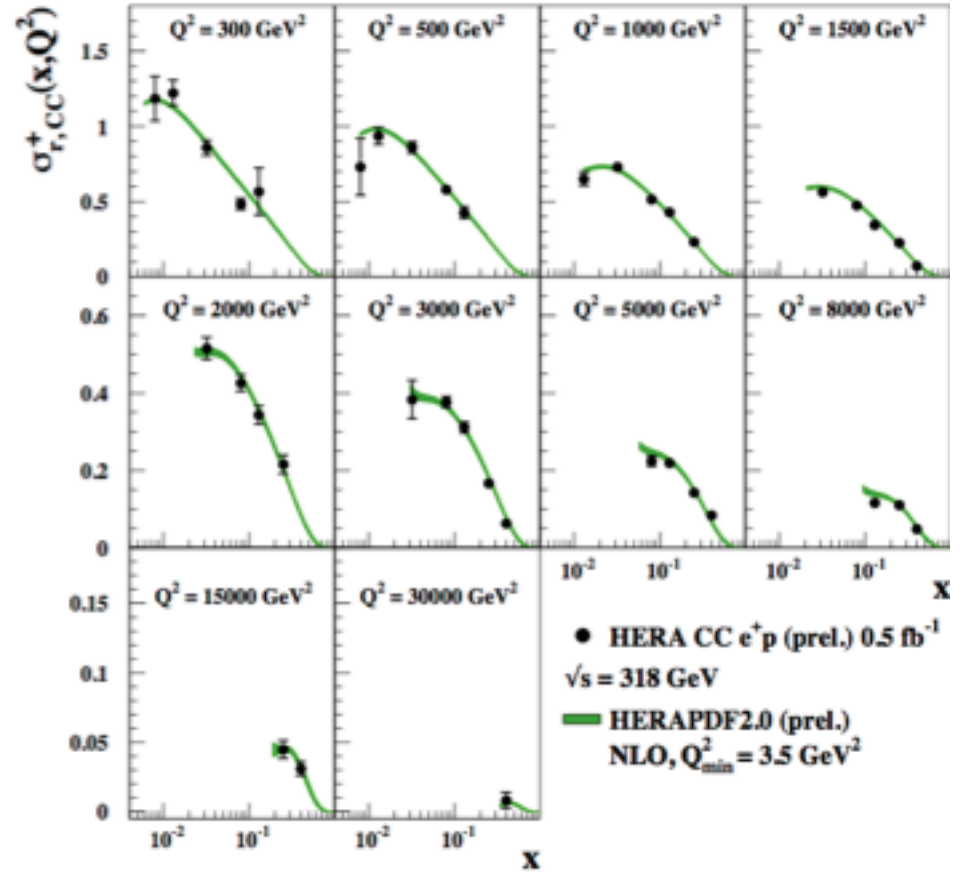 σ⁺r,CC(x,Q²)
Q² = 300 GeV²
Q² = 500 GeV²
Q² = 1000 GeV²
Q² = 1500 GeV²
1.5
1
0.5
0
Q² = 2000 GeV²
Q² = 3000 GeV²
Q² = 5000 GeV²
Q² = 8000 GeV²
0.6
0.4
0.2
0
10⁻² 10⁻¹ 10⁻² 10⁻¹
x
Q² = 15000 GeV²
Q² = 30000 GeV²
0.15
0.1
0.05
0
10⁻² 10⁻¹ 10⁻² 10⁻¹
x
HERA CC e⁺p (prel.) 0.5 fb⁻¹
√s = 318 GeV
HERAPDF2.0 (prel.)
NLO, Q²min = 3.5 GeV²